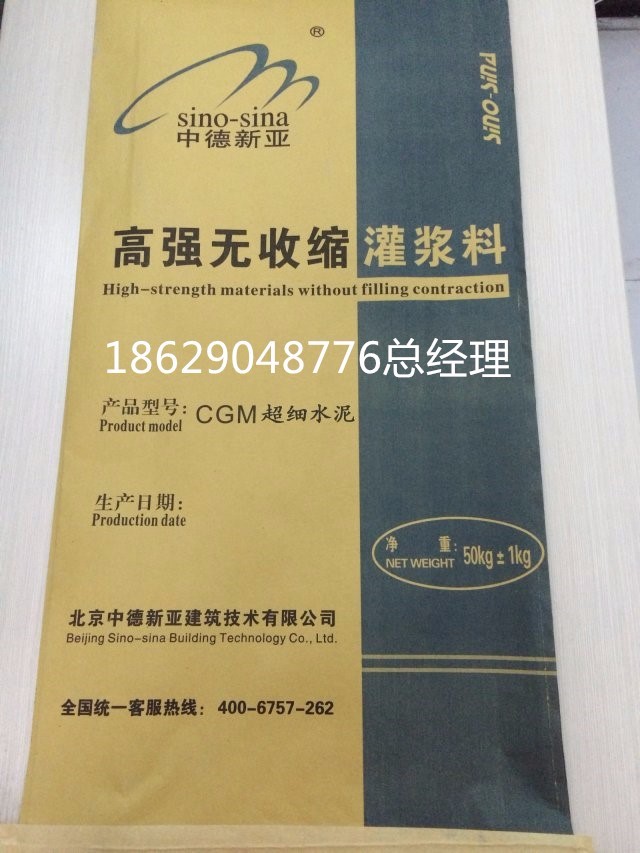 ®
sino-sina
中德新亚
sino-sina
高强无收缩灌浆料
High-strength materials without filling contraction
18629048776总经理
产品型号: CGM 超细水泥
Product model
生产日期:
Production date
净 重: 50kg±1kg
NET WEIGHT
北京中德新亚建筑技术有限公司
Beijing Sino-sina Building Technology Co., Ltd.
全国统一客服热线: 400-6757-262